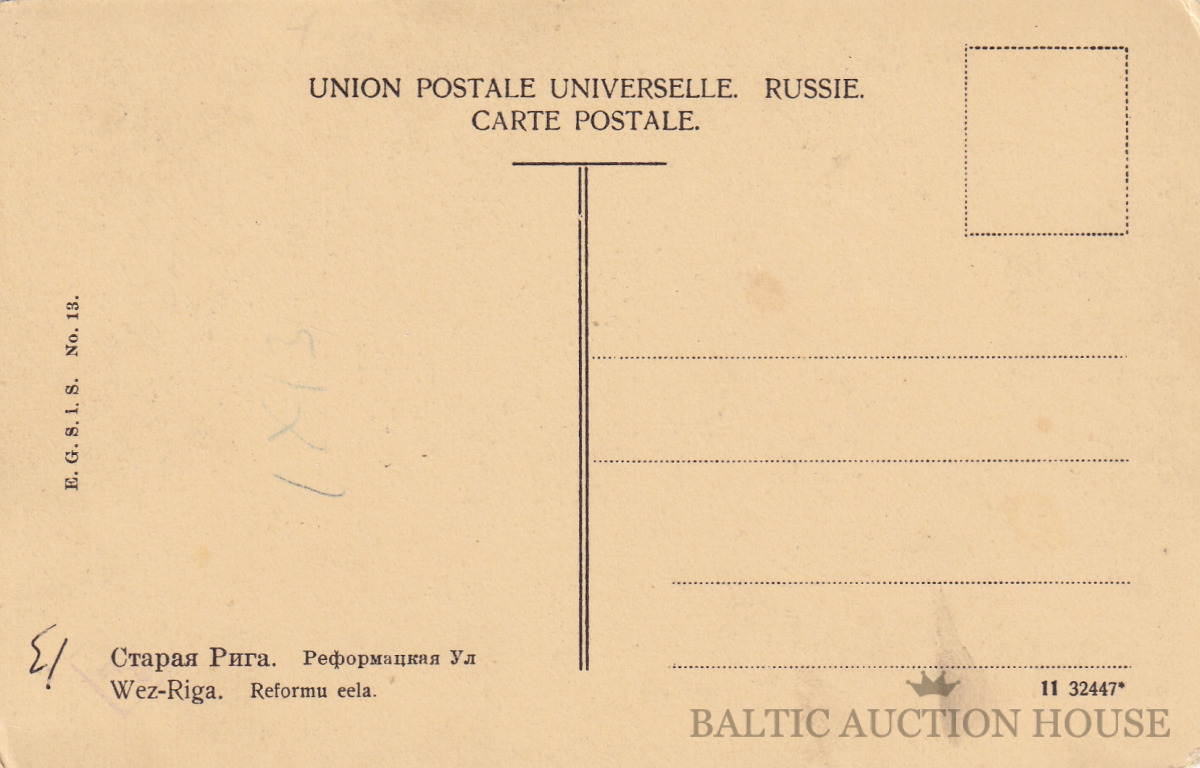 UNION POSTALE UNIVERSELLE. RUSSIE.
CARTE POSTALE.
E. G. S. i. S. No. 13.
Старая Рига. Реформацкая Ул
Wez-Riga. Reformu eela.
11 32447*
BALTIC AUCTION HOUSE